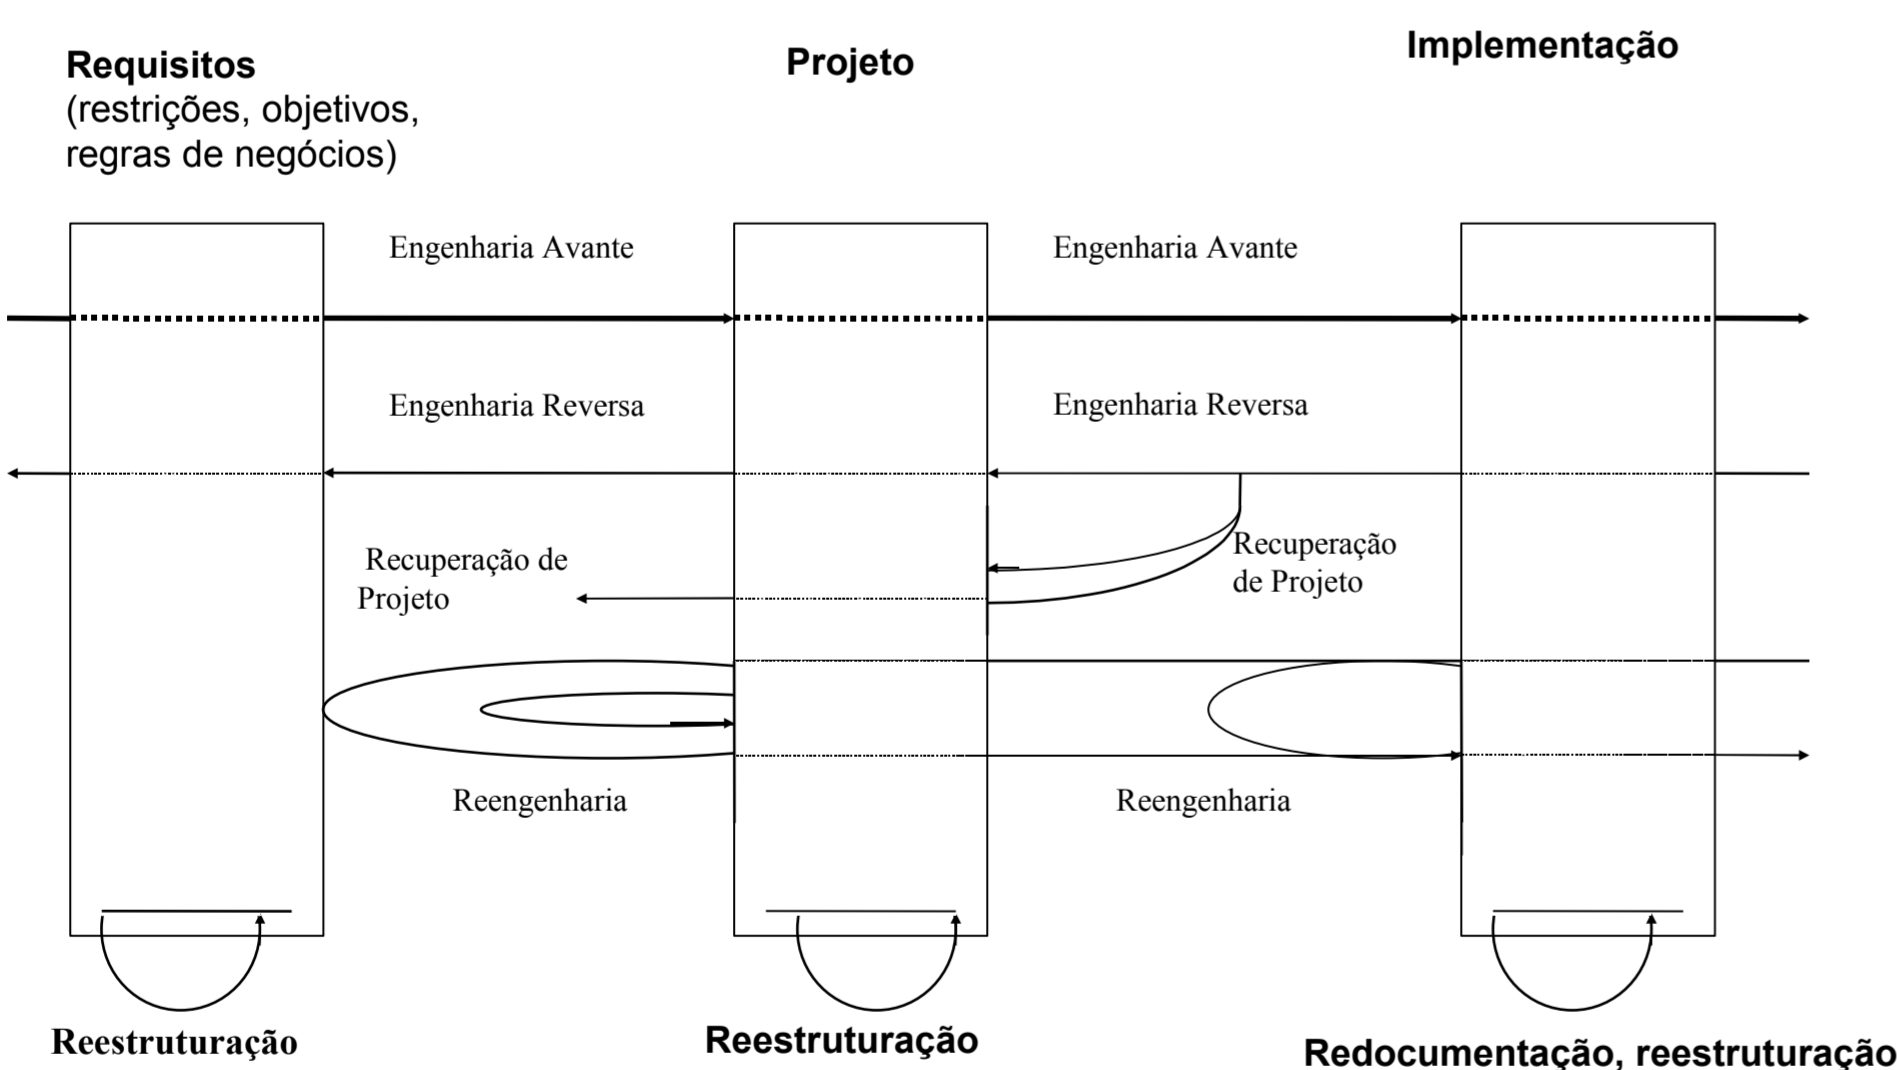 Requisitos
(restrições, objetivos,
regras de negócios)
Projeto
Implementação
Engenharia Avante
Engenharia Avante
Engenharia Reversa
Engenharia Reversa
Recuperação de
Projeto
Recuperação
de Projeto
Reengenharia
Reengenharia
Reestruturação
Reestruturação
Redocumentação, reestruturação